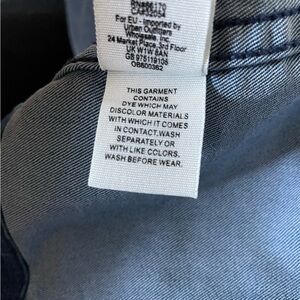 For EU - Imported by
Urban Outfitters
Wholesale, Inc.
24 Market Place, 3rd Floor
UK W1W 8AN
GB 975119105
OB600362
THIS GARMENT
CONTAINS
DYE WHICH MAY
DISCOLOR MATERIALS
WITH WHICH IT COMES
IN CONTACT.WASH
SEPARATELY OR
WITH LIKE COLORS.
WASH BEFORE WEAR.